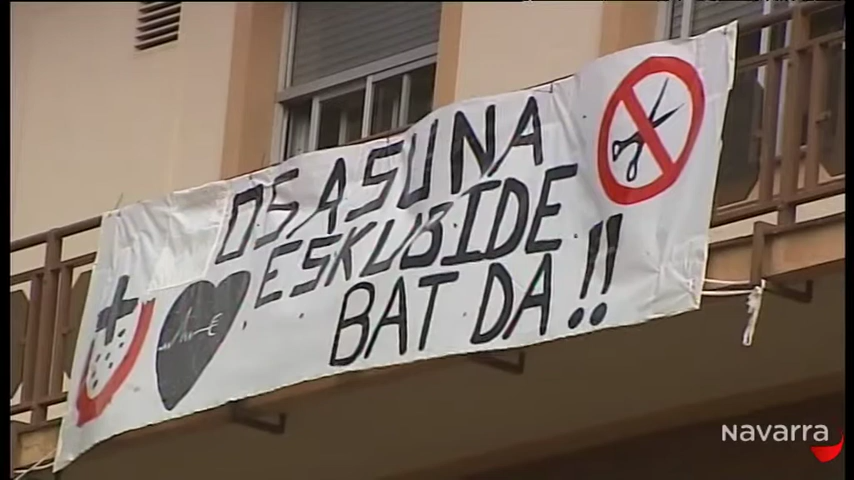 OSASUNA
ESKUBIDE
BAT DA!!
€
Navarra